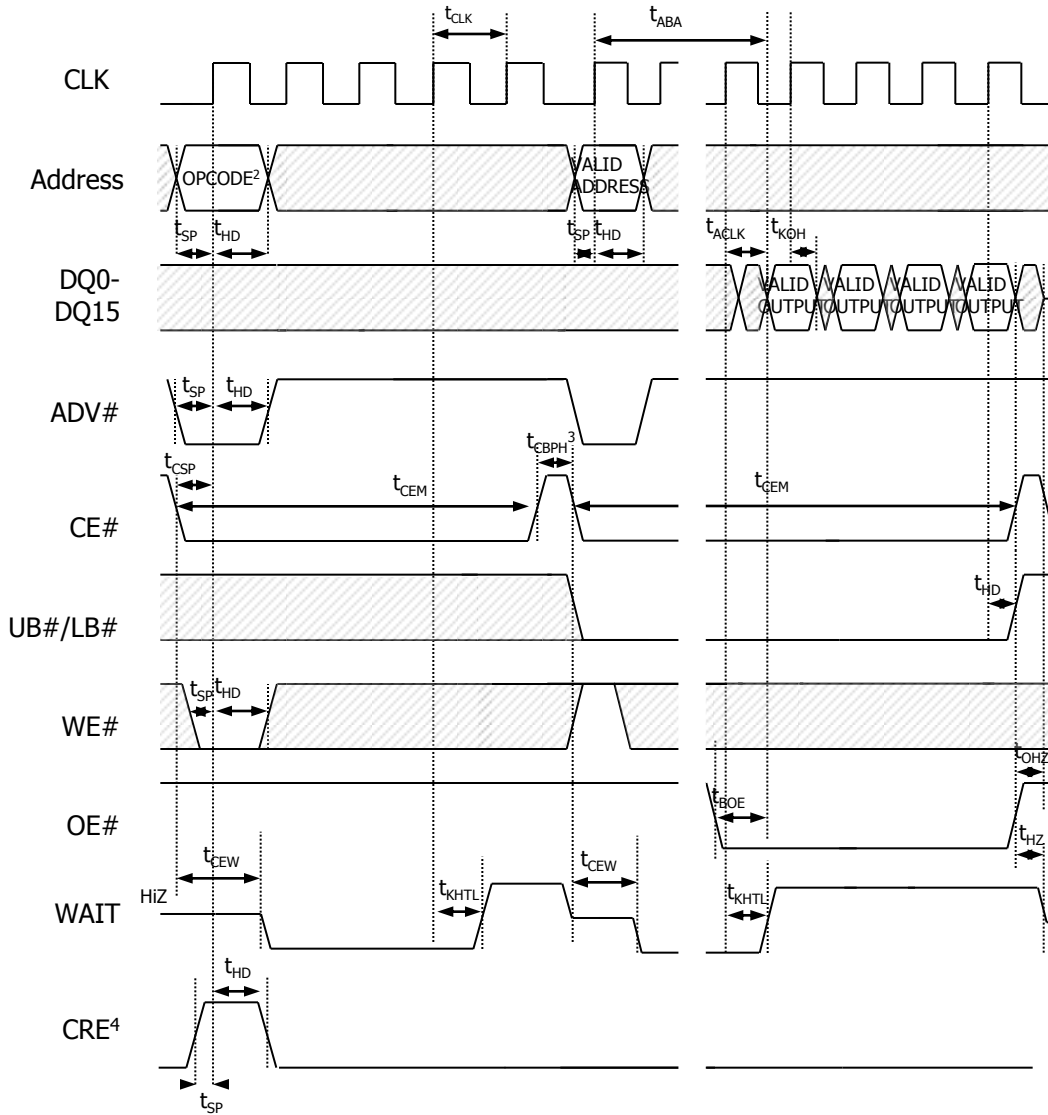 tCLK
tABA
CLK
Address
OPCODE²
VALID
ADDRESS
tSP
tHD
tSP
tHD
tACLK
tKOH
DQ0-
DQ15
VALID
OUTPUT
VALID
OUTPUT
VALID
OUTPUT
VALID
OUTPUT
ADV#
tSP
tHD
tCBPH³
tCSP
CE#
tCEM
tCEM
UB#/LB#
tHD
WE#
tSP
tHD
tOHZ
OE#
tBOE
tHZ
tCEW
tCEW
HiZ
WAIT
tKHTL
tKHTL
tHD
CRE⁴
tSP